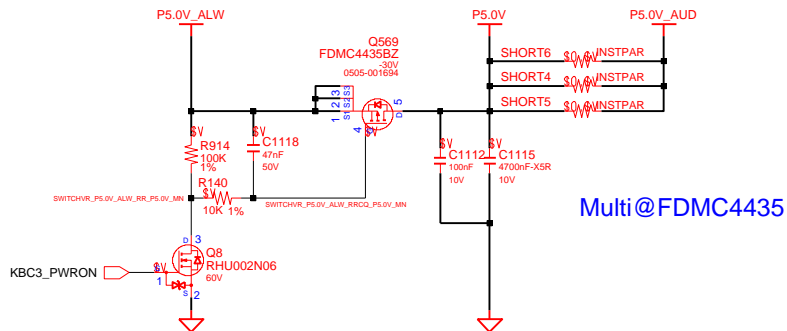 P5.0V_ALW
P5.0V
P5.0V_AUD
Q569
FDMC4435BZ
-30V
0505-001694
SHORT6
INSTPAR
SHORT4
INSTPAR
SHORT5
INSTPAR
3
S3
2
S2
1
S1
5
D
4
G
$V
R914
100K
1%
$V
C1118
47nF
50V
$V
R140
10K
1%
SWITCHVR_P5.0V_ALW_RR_P5.0V_MN
SWITCHVR_P5.0V_ALW_RRCQ_P5.0V_MN
C1112
100nF
10V
$V
C1115
4700nF-X5R
10V
Multi@FDMC4435
D
3
Q8
RHU002N06
60V
KBC3_PWRON
$V
G
1
S
2